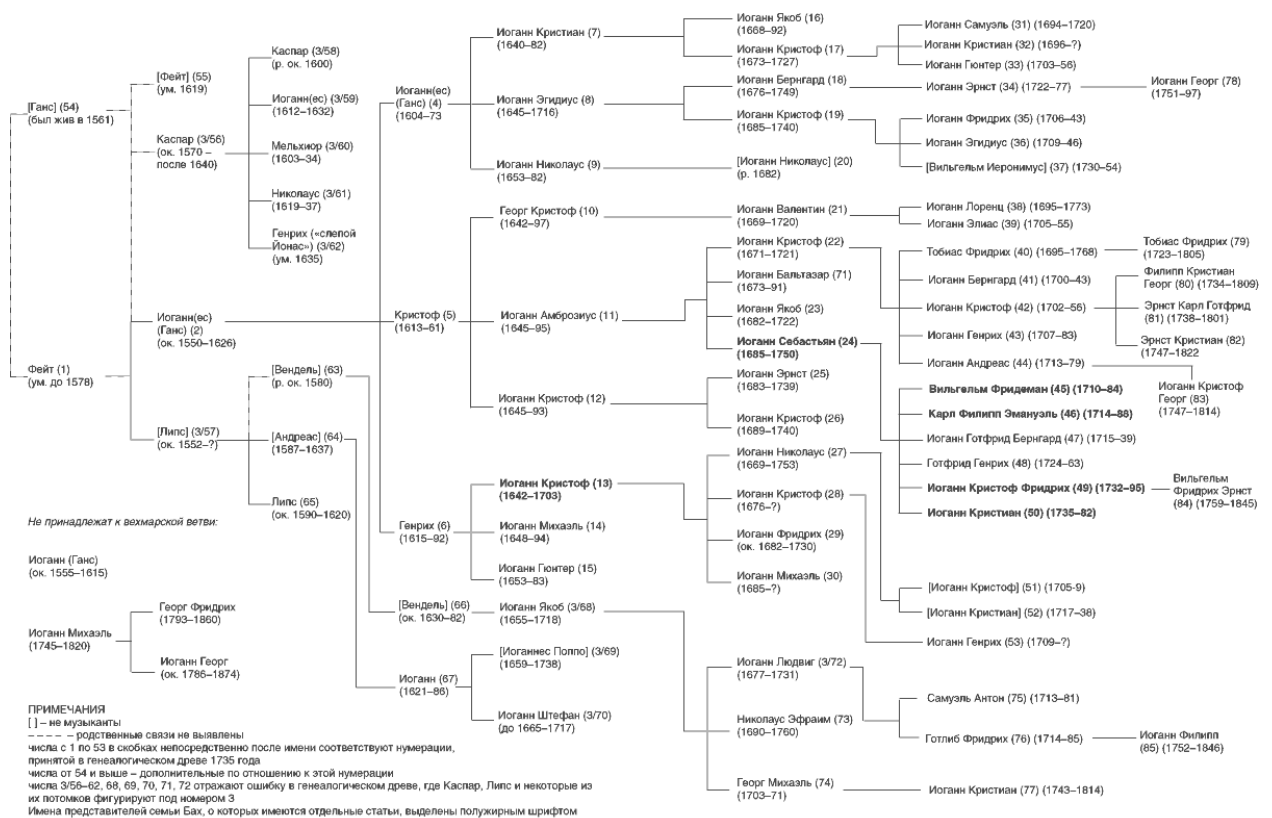 [Ганс] (54)
(был жив в 1561)
Фейт (1)
(ум. до 1578)
[Фейт] (55)
(ум. 1619)
Каспар (3/56)
(ок. 1570 –
после 1640)
Иоганн(ес)
(Ганс) (2)
(ок. 1550–1626)
[Липс] (3/57)
(ок. 1552–?)
Каспар (3/58)
(р. ок. 1600)
Иоганн(ес) (3/59)
(1612–1632)
Мельхиор (3/60)
(1603–34)
Николаус (3/61)
(1619–37)
Генрих («слепой
Йонас») (3/62)
(ум. 1635)
[Вендель] (63)
(р. ок. 1580)
[Андреас] (64)
(1587–1637)
Липс (65)
(ок. 1590–1620)
Иоганн(ес)
(Ганс) (4)
(1604–73
Кристоф (5)
(1613–61)
Генрих (6)
(1615–92)
[Вендель] (66)
(ок. 1630–82)
Иоганн (67)
(1621–86)
Иоганн Кристиан (7)
(1640–82)
Иоганн Эгидиус (8)
(1645–1716)
Иоганн Николаус (9)
(1653–82)
Георг Кристоф (10)
(1642–97)
Иоганн Амброзиус (11)
(1645–95)
Иоганн Кристоф (12)
(1645–93)
Иоганн Кристоф (13)
(1642–1703)
Иоганн Михаэль (14)
(1648–94)
Иоганн Гюнтер (15)
(1653–83)
Иоганн Якоб (3/68)
(1655–1718)
[Иоганнес Поппо] (3/69)
(1659–1738)
Иоганн Штефан (3/70)
(до 1665–1717)
Иоганн Якоб (16)
(1668–92)
Иоганн Кристоф (17)
(1673–1727)
Иоганн Бернгард (18)
(1676–1749)
Иоганн Кристоф (19)
(1685–1740)
[Иоганн Николаус] (20)
(р. 1682)
Иоганн Валентин (21)
(1669–1720)
Иоганн Кристоф (22)
(1671–1721)
Иоганн Бальтазар (71)
(1673–91)
Иоганн Якоб (23)
(1682–1722)
Иоганн Себастьян (24)
(1685–1750)
Иоганн Эрнст (25)
(1683–1739)
Иоганн Кристоф (26)
(1689–1740)
Иоганн Николаус (27)
(1669–1753)
Иоганн Кристоф (28)
(1676–?)
Иоганн Фридрих (29)
(ок. 1682–1730)
Иоганн Михаэль (30)
(1685–?)
Иоганн Людвиг (3/72)
(1677–1731)
Николаус Эфраим (73)
(1690–1760)
Георг Михаэль (74)
(1703–71)
Иоганн Самуэль (31) (1694–1720)
Иоганн Кристиан (32) (1696–?)
Иоганн Гюнтер (33) (1703–56)
Иоганн Эрнст (34) (1722–77)
Иоганн Фридрих (35) (1706–43)
Иоганн Эгидиус (36) (1709–46)
[Вильгельм Иеронимус] (37) (1730–54)
Иоганн Лоренц (38) (1695–1773)
Иоганн Элиас (39) (1705–55)
Тобиас Фридрих (40) (1695–1768)
Иоганн Бернгард (41) (1700–43)
Иоганн Кристоф (42) (1702–56)
Иоганн Генрих (43) (1707–83)
Иоганн Андреас (44) (1713–79)
Вильгельм Фридеман (45) (1710–84)
Карл Филипп Эмануэль (46) (1714–88)
Иоганн Готфрид Бернгард (47) (1715–39)
Готфрид Генрих (48) (1724–63)
Иоганн Кристоф Фридрих (49) (1732–95)
Иоганн Кристиан (50) (1735–82)
[Иоганн Кристоф] (51) (1705-9)
[Иоганн Кристиан] (52) (1717–38)
Иоганн Генрих (53) (1709–?)
Самуэль Антон (75) (1713–81)
Готлиб Фридрих (76) (1714–85)
Иоганн Кристиан (77) (1743–1814)
Иоганн Георг (78)
(1751–97)
Тобиас Фридрих (79)
(1723–1805)
Филипп Кристиан
Георг (80) (1734–1809)
Эрнст Карл Готфрид
(81) (1738–1801)
Эрнст Кристиан (82)
(1747–1822
Иоганн Кристоф
Георг (83)
(1747–1814)
Вильгельм
Фридрих Эрнст
(84) (1759–1845)
Иоганн Филипп
(85) (1752–1846)
Не принадлежат к вехмарской ветви:
Иоганн (Ганс)
(ок. 1555–1615)
Иоганн Михаэль
(1745–1820)
Георг Фридрих
(1793–1860)
Иоганн Георг
(ок. 1786–1874)
ПРИМЕЧАНИЯ
[ ] – не музыканты
– – – – – родственные связи не выявлены
числа с 1 по 53 в скобках непосредственно после имени соответствуют нумерации,
принятой в генеалогическом древе 1735 года
числа от 54 и выше – дополнительные по отношению к этой нумерации
числа 3/56–62, 68, 69, 70, 71, 72 отражают ошибку в генеалогическом древе, где Каспар, Липс и некоторые из
их потомков фигурируют под номером 3
Имена представителей семьи Бах, о которых имеются отдельные статьи, выделены полужирным шрифтом